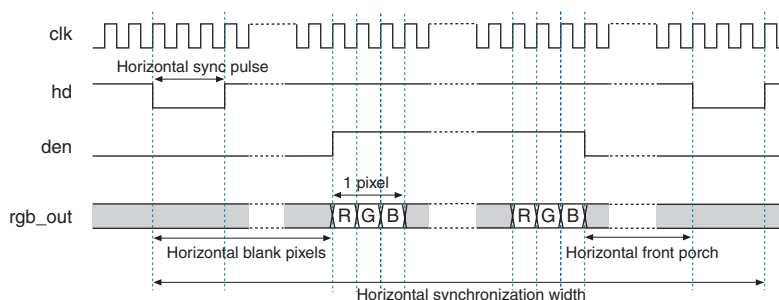 clk
Horizontal sync pulse
hd
den
1 pixel
rgb_out R G B R G B
Horizontal blank pixels Horizontal front porch
Horizontal synchronization width